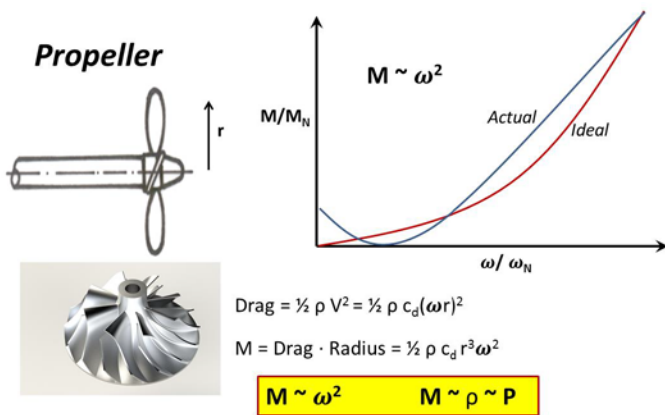 Propeller
r
M ~ ω²
M/M_N
Actual
Ideal
ω/ ω_N
Drag = ½ ρ V² = ½ ρ c_d(ωr)²
M = Drag · Radius = ½ ρ c_d r³ω²
M ~ ω² M ~ ρ ~ P